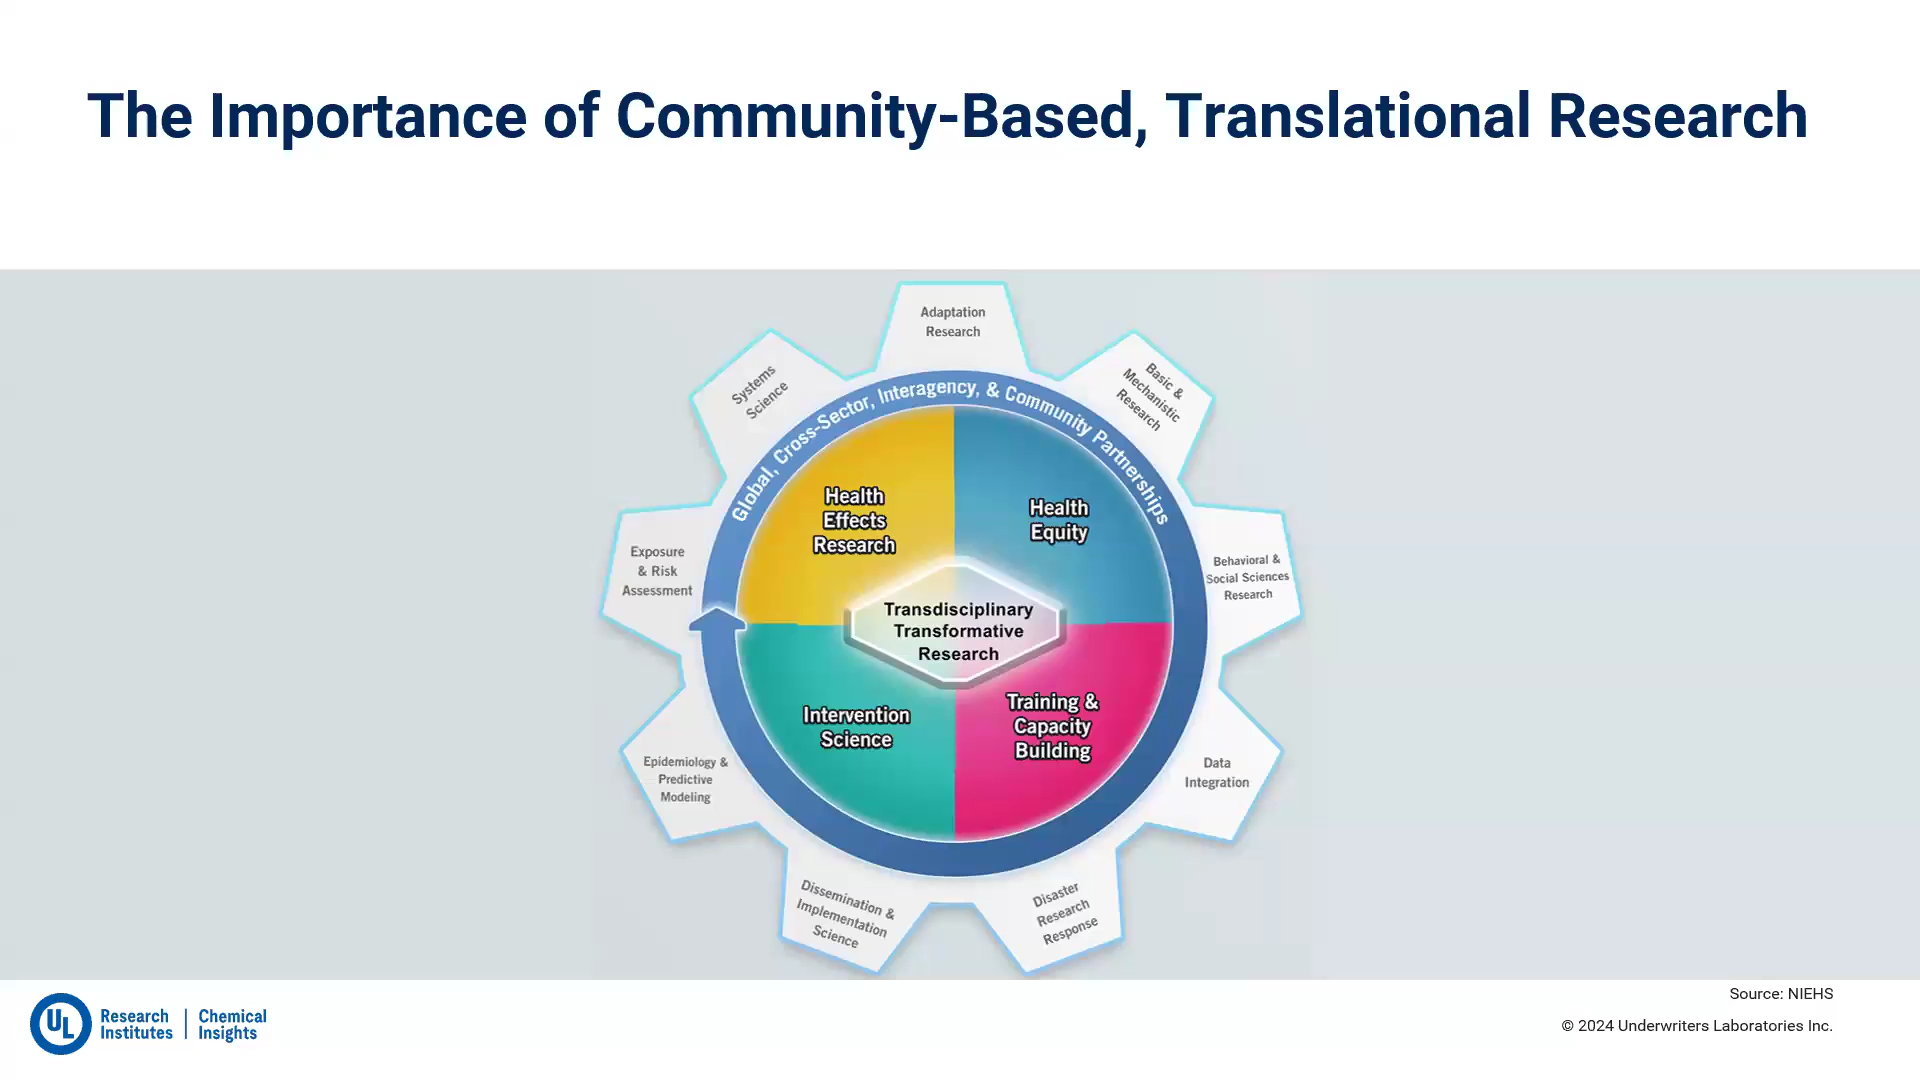 The Importance of Community-Based, Translational Research
Adaptation
Research
Systems
Science
Basic &
Mechanistic
Research
Global, Cross-Sector, Interagency, & Community Partnerships
Health
Effects
Research
Health
Equity
Exposure
& Risk
Assessment
Behavioral &
Social Sciences
Research
Transdisciplinary
Transformative
Research
Intervention
Science
Training &
Capacity
Building
Epidemiology &
Predictive
Modeling
Data
Integration
Dissemination &
Implementation
Science
Disaster
Research
Response
UL
Research
Institutes
Chemical
Insights
Source: NIEHS
© 2024 Underwriters Laboratories Inc.